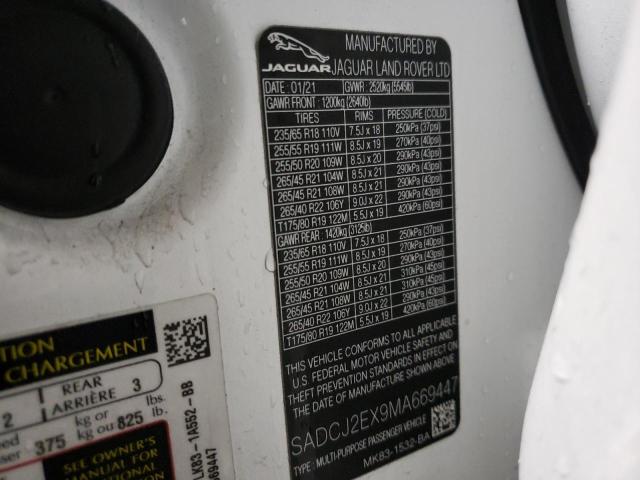 JAGUAR
MANUFACTURED BY
JAGUAR LAND ROVER LTD
DATE : 01/21 GVWR : 2520kg (5545lb)
GAWR FRONT : 1200kg (2640lb)
TIRES RIMS PRESSURE (COLD)
235/65 R18 110V 7.5J x 18 250kPa (37psi)
255/55 R19 111W 8.5J x 19 270kPa (40psi)
255/50 R20 109W 8.5J x 20 290kPa (43psi)
265/45 R21 104W 8.5J x 21 290kPa (43psi)
265/45 R21 108W 8.5J x 21 290kPa (43psi)
265/40 R22 106Y 9.0J x 22 290kPa (43psi)
T175/80 R19 122M 5.5J x 19 420kPa (60psi)
GAWR REAR : 1420kg (3125lb)
235/65 R18 110V 7.5J x 18 250kPa (37psi)
255/55 R19 111W 8.5J x 19 270kPa (40psi)
255/50 R20 109W 8.5J x 20 290kPa (43psi)
265/45 R21 104W 8.5J x 21 310kPa (45psi)
265/45 R21 108W 8.5J x 21 310kPa (45psi)
265/40 R22 106Y 9.0J x 22 290kPa (43psi)
T175/80 R19 122M 5.5J x 19 420kPa (60psi)
THIS VEHICLE CONFORMS TO ALL APPLICABLE
U.S. FEDERAL MOTOR VEHICLE SAFETY AND
THEFT PREVENTION STANDARDS IN EFFECT ON
THE DATE OF MANUFACTURE SHOWN ABOVE.
SADCJ2EX9MA669447
TYPE : MULTI-PURPOSE PASSENGER VEHICLE
MK83-1532-BA
CHARGEMENT
2 REAR
ARRIÈRE 3
375 kg or
kg ou 825 lbs.
lb.
SEE OWNER'S
MANUAL FOR
LK83-1A552-BB
669447